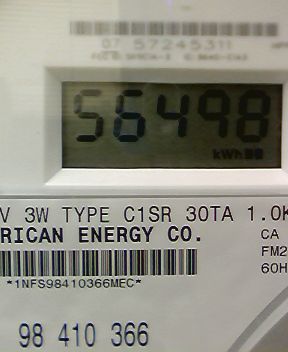 07 57245311
56498
kWh
V 3W TYPE C1SR 30TA 1.0K
RICAN ENERGY CO.
CA
FM2
60H
*1NFS98410366MEC*
98 410 366